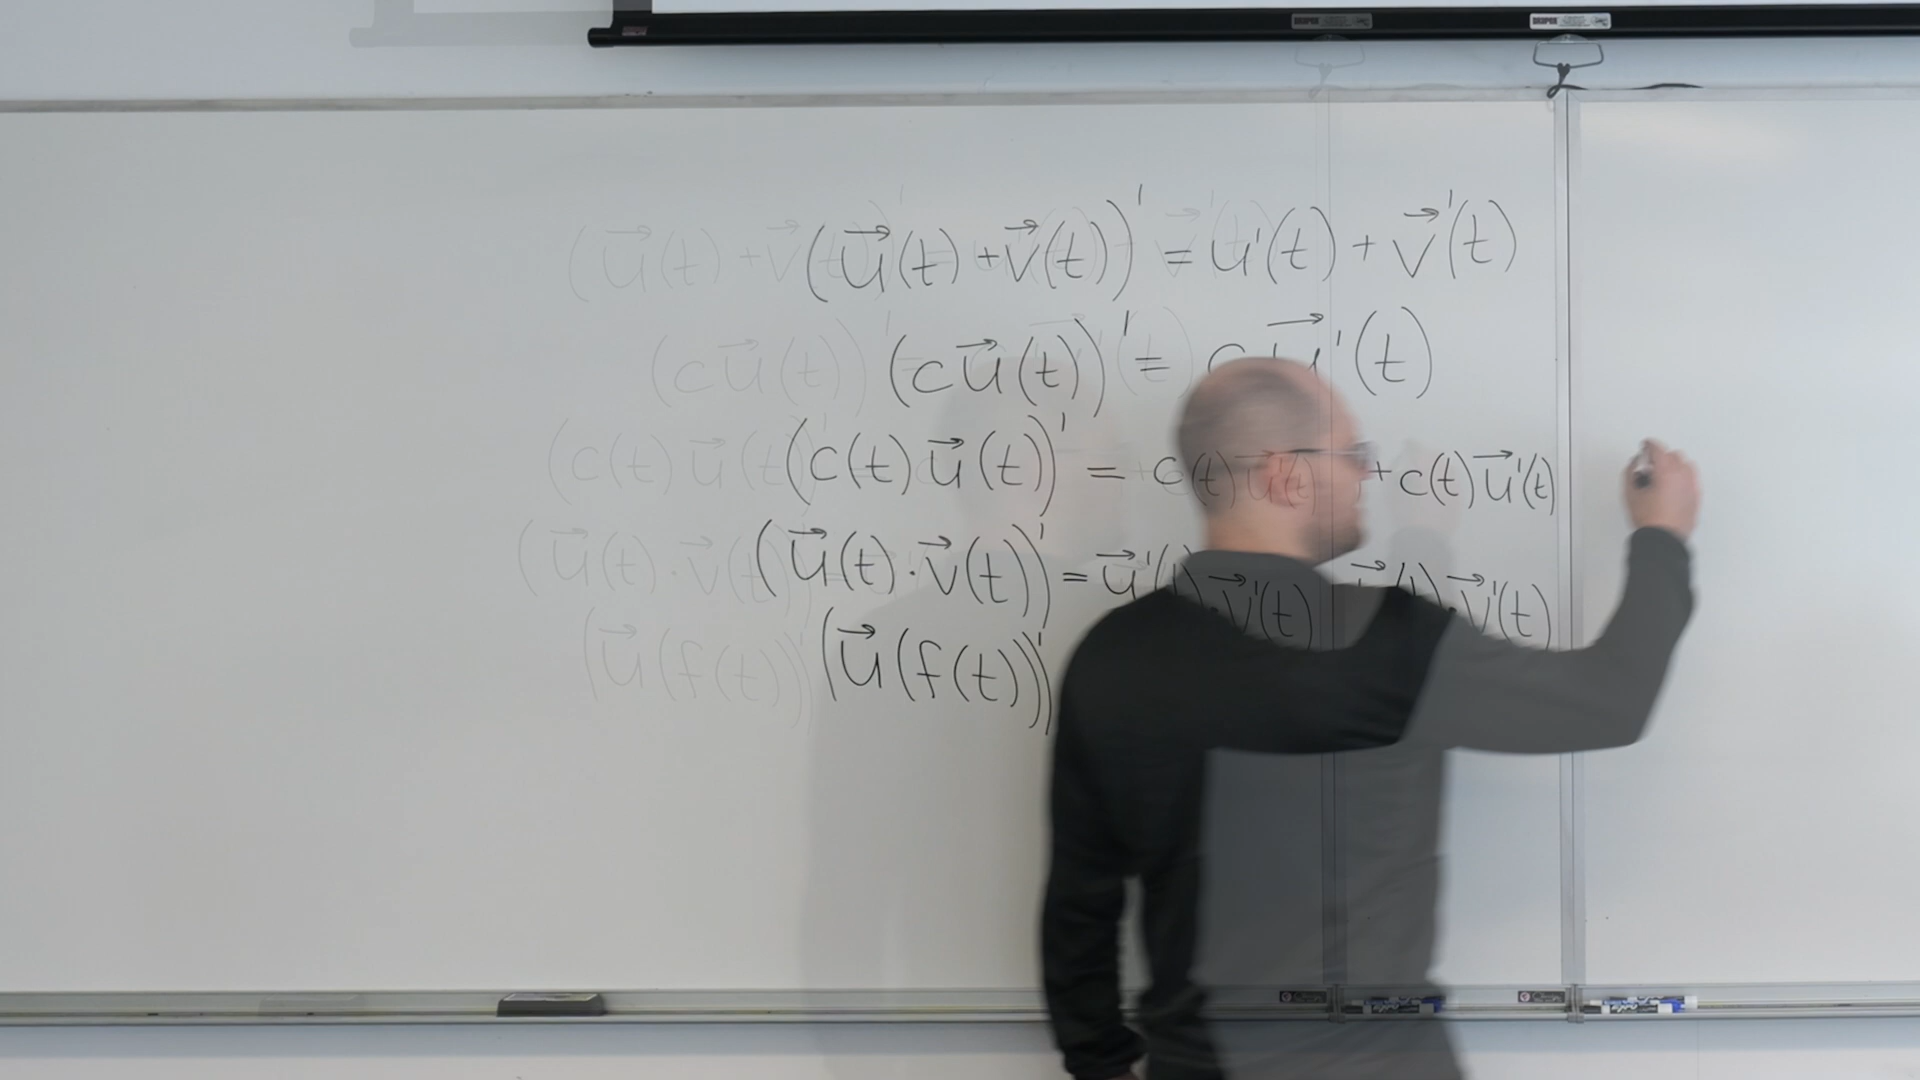 (u⃗(t) + v⃗(t))' = u'(t) + v⃗'(t)
(cu⃗(t))' = c u⃗'(t)
(c(t) u⃗(t))' = + c(t) u⃗'(t)
(u⃗(t) · v⃗(t))' = u⃗'
(u⃗(f(t)))'